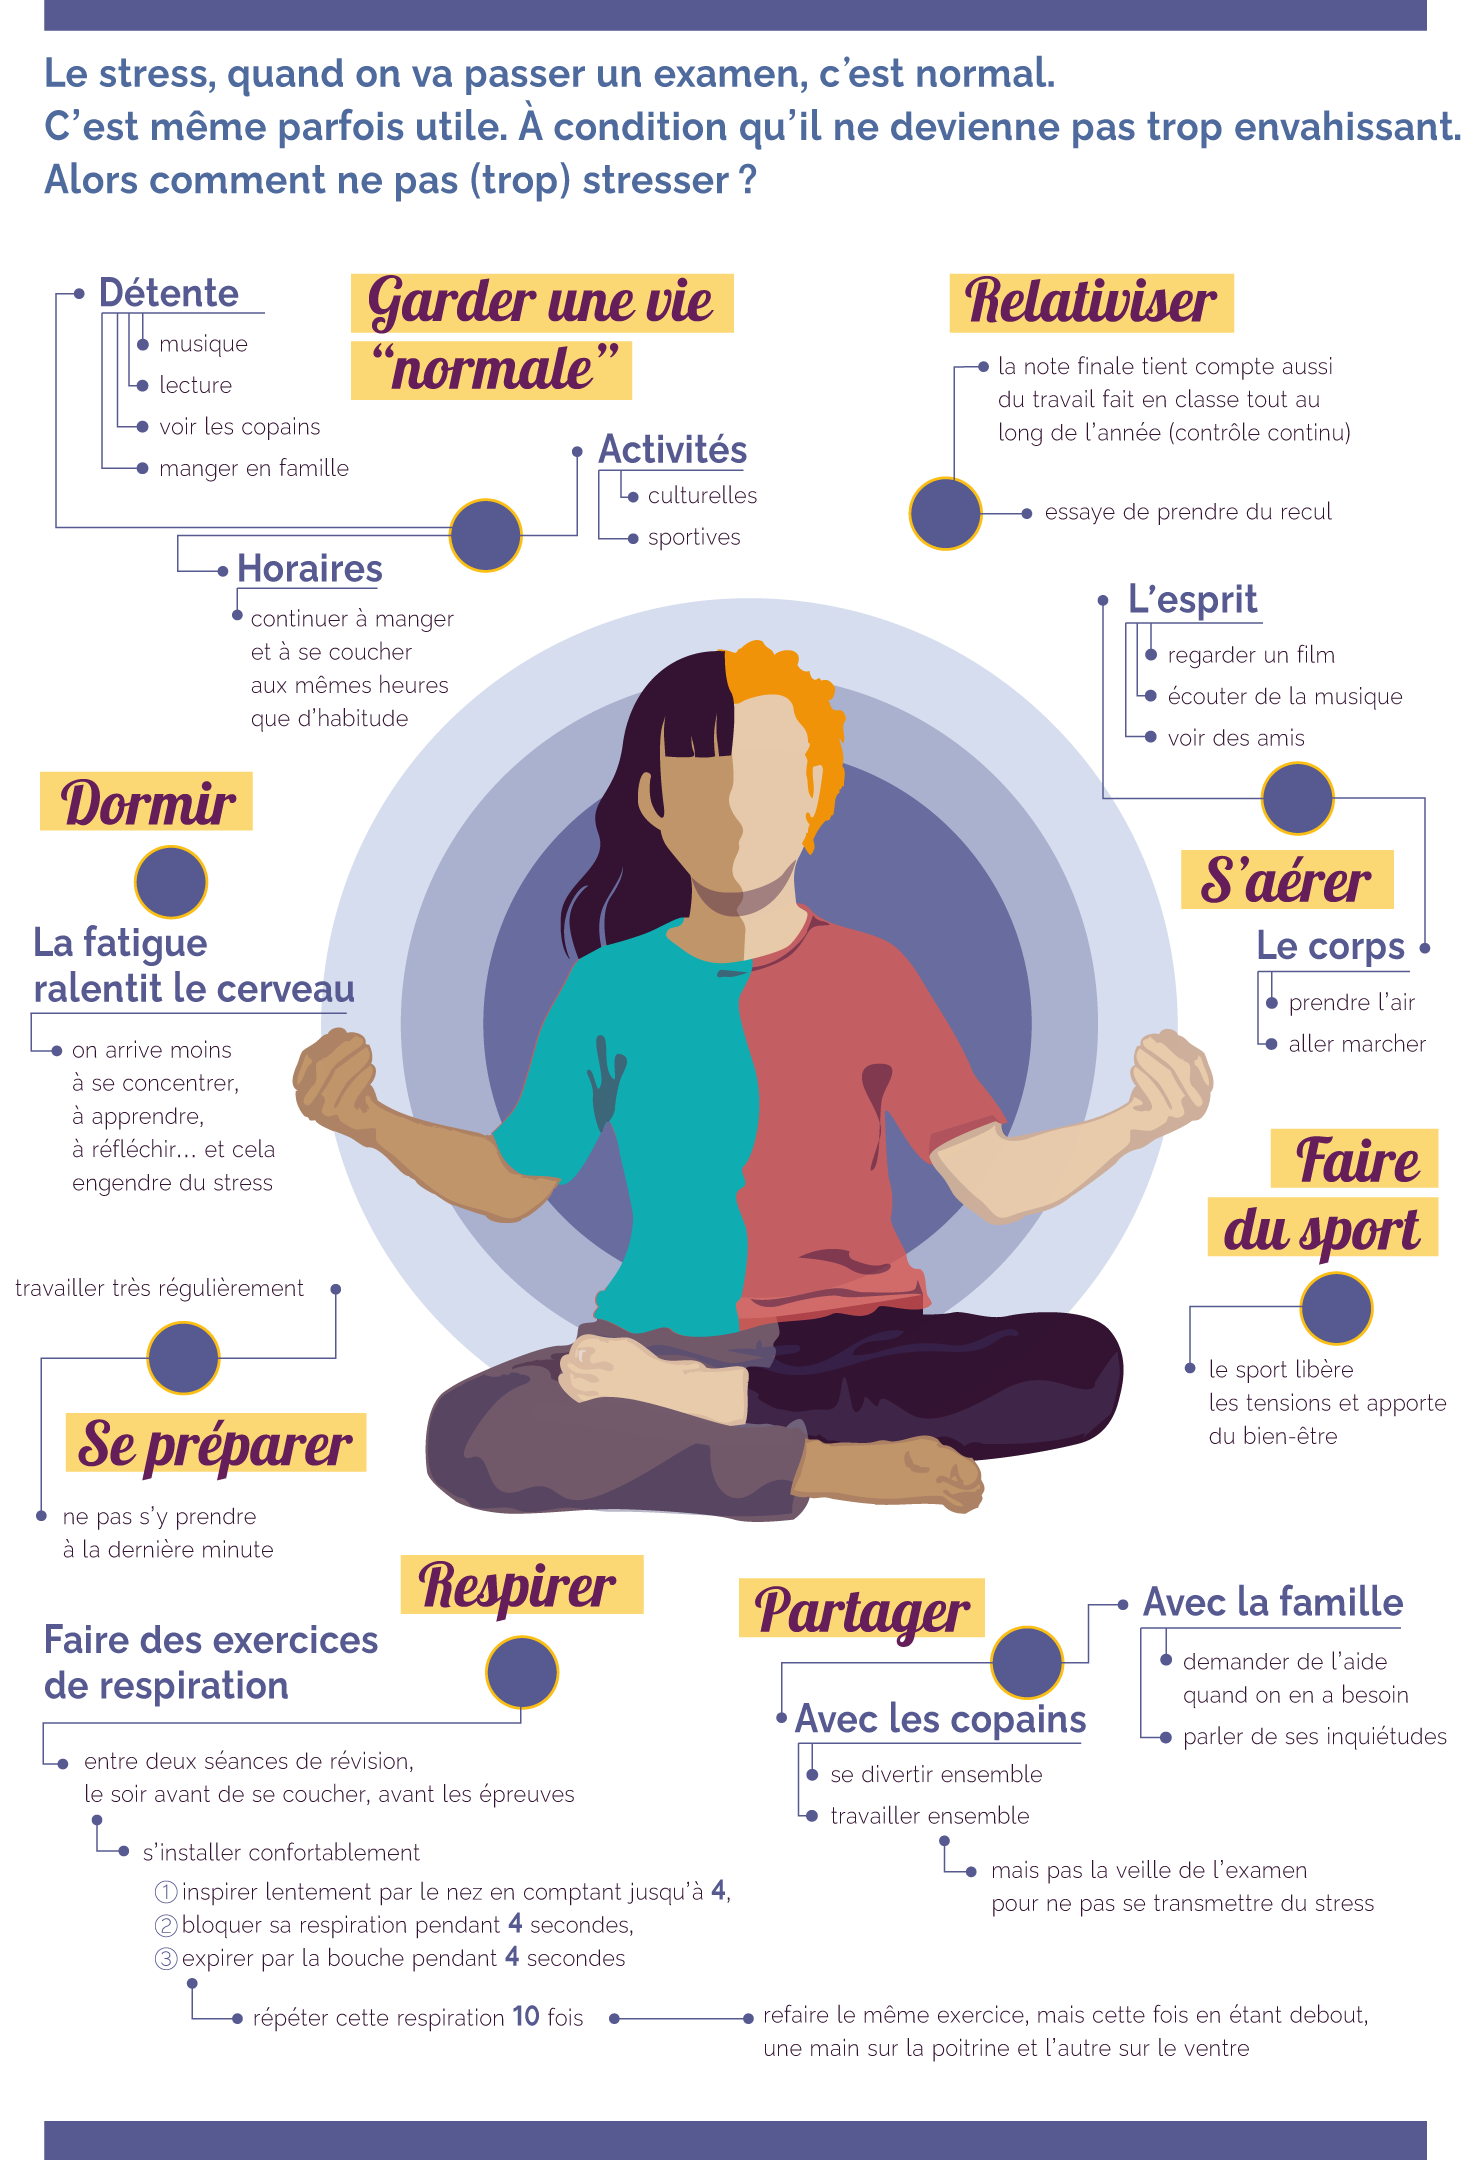 Le stress, quand on va passer un examen, c’est normal.
C’est même parfois utile. À condition qu’il ne devienne pas trop envahissant.
Alors comment ne pas (trop) stresser ?
Garder une vie
“normale”
Détente
musique
lecture
voir les copains
manger en famille
Activités
culturelles
sportives
Horaires
continuer à manger
et à se coucher
aux mêmes heures
que d’habitude
Relativiser
la note finale tient compte aussi
du travail fait en classe tout au
long de l’année (contrôle continu)
essaye de prendre du recul
L’esprit
regarder un film
écouter de la musique
voir des amis
S’aérer
Le corps
prendre l’air
aller marcher
Dormir
La fatigue
ralentit le cerveau
on arrive moins
à se concentrer,
à apprendre,
à réfléchir... et cela
engendre du stress
Faire
du sport
le sport libère
les tensions et apporte
du bien-être
travailler très régulièrement
Se préparer
ne pas s’y prendre
à la dernière minute
Respirer
Faire des exercices
de respiration
entre deux séances de révision,
le soir avant de se coucher, avant les épreuves
s’installer confortablement
① inspirer lentement par le nez en comptant jusqu’à 4,
② bloquer sa respiration pendant 4 secondes,
③ expirer par la bouche pendant 4 secondes
répéter cette respiration 10 fois
refaire le même exercice, mais cette fois en étant debout,
une main sur la poitrine et l’autre sur le ventre
Partager
Avec la famille
demander de l’aide
quand on en a besoin
parler de ses inquiétudes
Avec les copains
se divertir ensemble
travailler ensemble
mais pas la veille de l’examen
pour ne pas se transmettre du stress